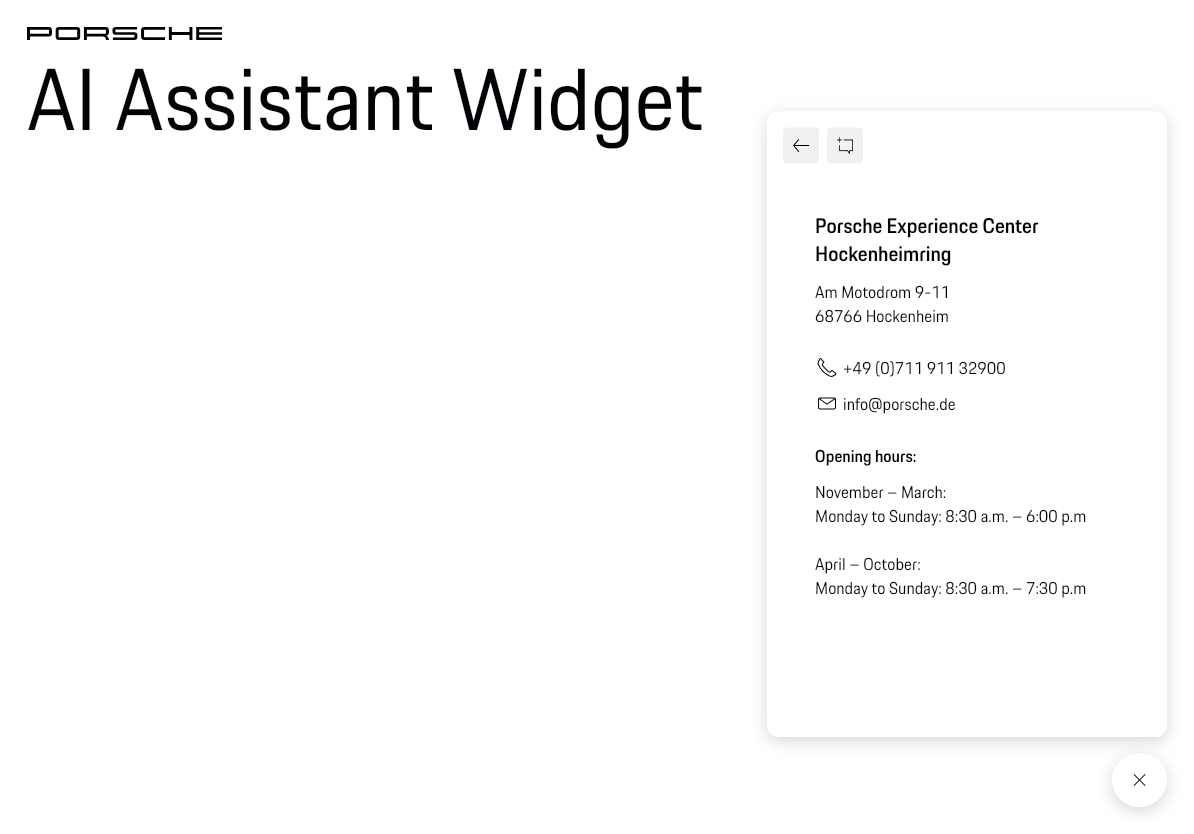 PORSCHE
AI Assistant Widget
Porsche Experience Center
Hockenheimring
Am Motodrom 9-11
68766 Hockenheim
+49 (0)711 911 32900
info@porsche.de
Opening hours:
November – March:
Monday to Sunday: 8:30 a.m. – 6:00 p.m
April – October:
Monday to Sunday: 8:30 a.m. – 7:30 p.m